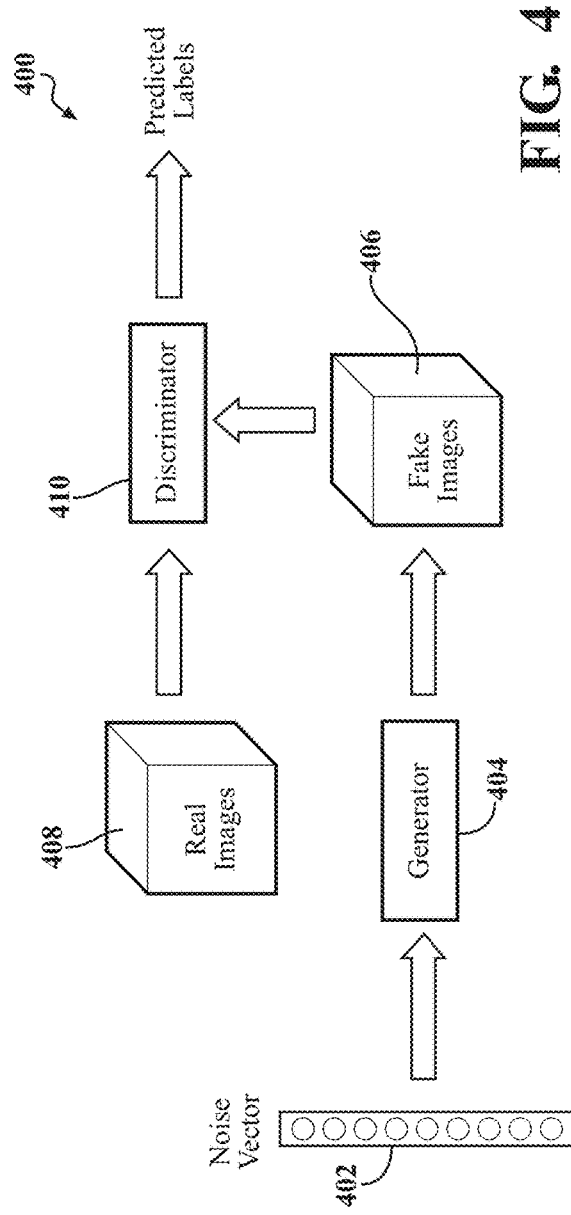 400
Predicted
Labels
410
Discriminator
408
Real
Images
406
Fake
Images
Generator
404
Noise
Vector
402
FIG. 4